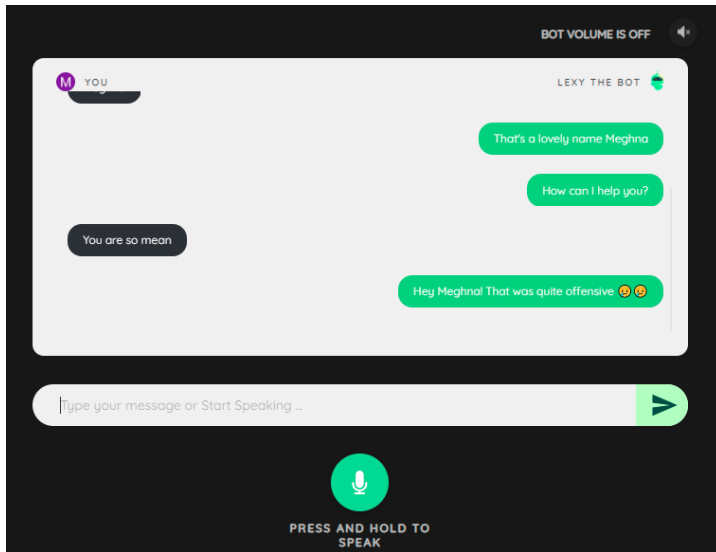 BOT VOLUME IS OFF
M YOU
LEXY THE BOT
That's a lovely name Meghna
How can I help you?
You are so mean
Hey Meghna! That was quite offensive 😥😥
Type your message or Start Speaking ...
PRESS AND HOLD TO
SPEAK